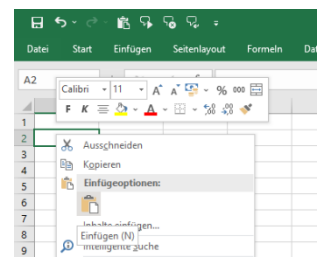 Datei Start Einfügen Seitenlayout Formeln
A2
Calibri 11 A A % 000
F K A
1
2
Ausschneiden
3
Kopieren
4
5
Einfügeoptionen:
6
7
Inhalte einfügen...
8
Einfügen (N)
9
Intelligente Suche